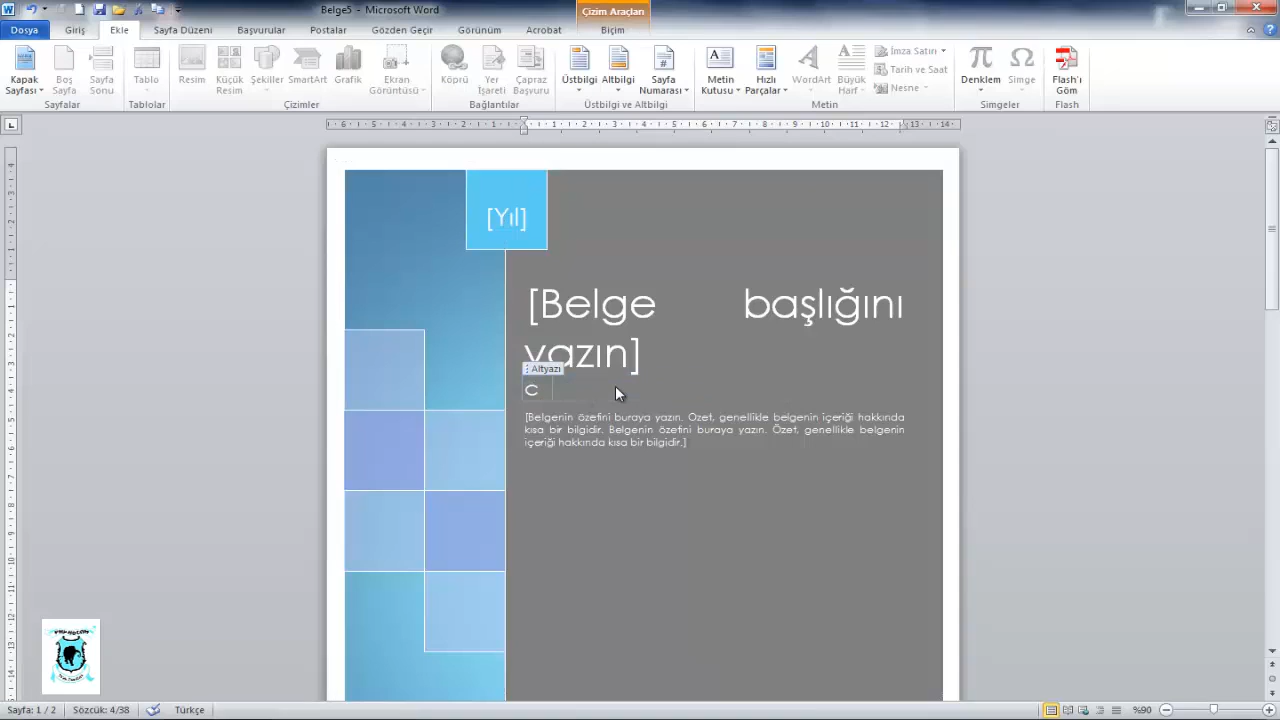 Belge5 - Microsoft Word
Çizim Araçları
Dosya Giriş Ekle Sayfa Düzeni Başvurular Postalar Gözden Geçir Görünüm Acrobat Biçim
Kapak Sayfası Boş Sayfa Sayfa Sonu Tablo Resim Küçük Resim Şekiller SmartArt Grafik Ekran Görüntüsü Köprü Yer İşareti Çapraz Başvuru Üstbilgi Altbilgi Sayfa Numarası Metin Kutusu Hızlı Parçalar WordArt Büyük Harf İmza Satırı Tarih ve Saat Nesne Denklem Simge Flash'ı Göm
Sayfalar Tablolar Çizimler Bağlantılar Üstbilgi ve Altbilgi Metin Simgeler Flash
[Yıl]
[Belge başlığını
yazın]
Altyazı
c
[Belgenin özetini buraya yazın. Özet, genellikle belgenin içeriği hakkında
kısa bir bilgidir. Belgenin özetini buraya yazın. Özet, genellikle belgenin
içeriği hakkında kısa bir bilgidir.]
Sayfa: 1 / 2 Sözcük: 4/38 Türkçe %90